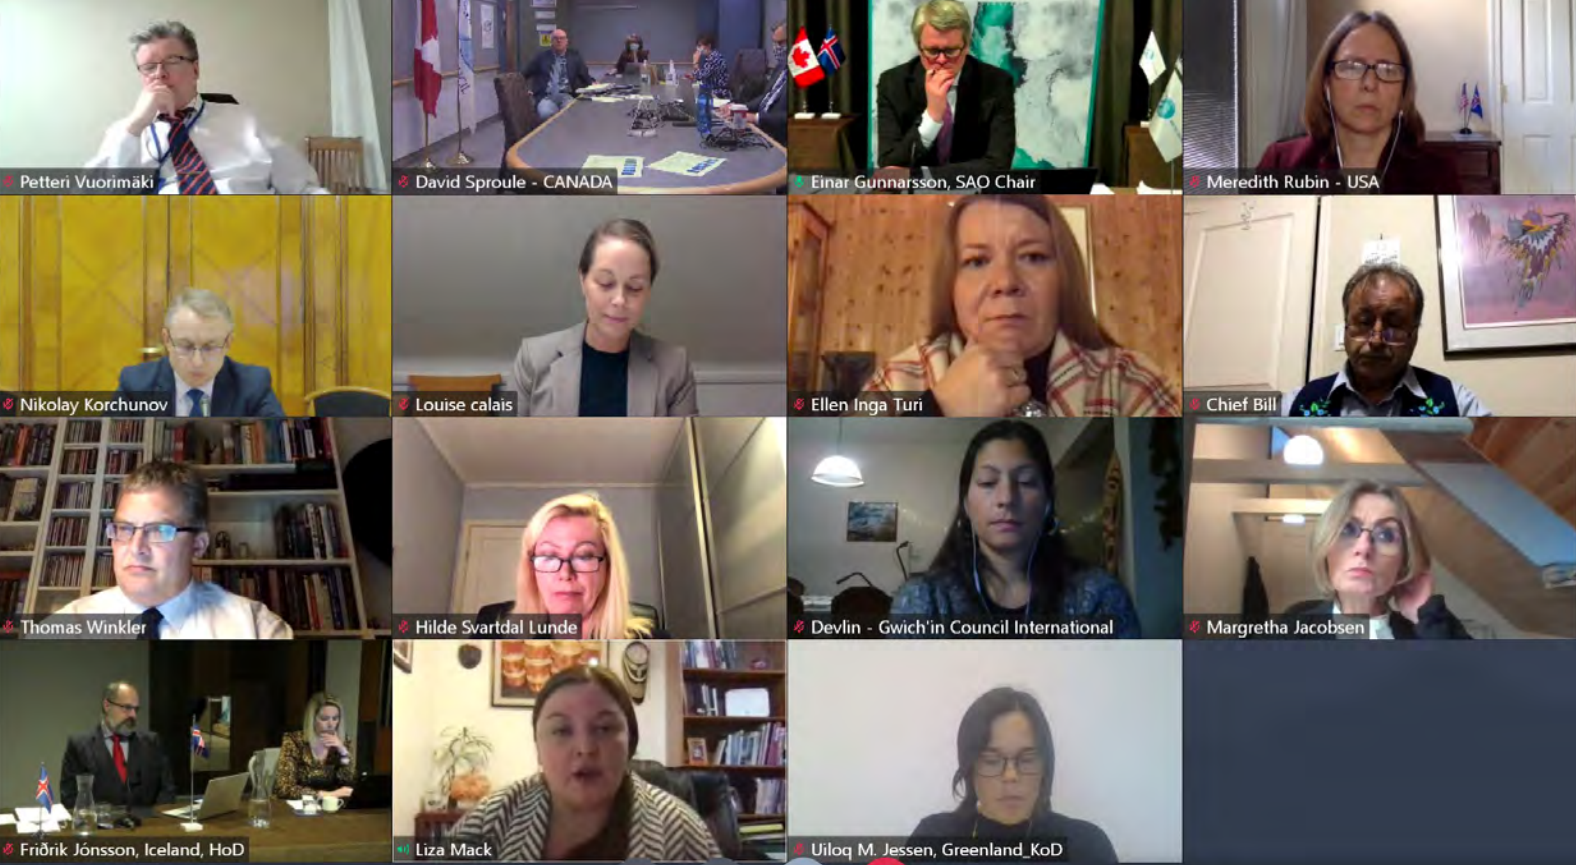 Petteri Vuorimäki
David Sproule - CANADA
Einar Gunnarsson, SAO Chair
Meredith Rubin - USA
Nikolay Korchunov
Louise calais
Ellen Inga Turi
Chief Bill
Thomas Winkler
Hilde Svartdal Lunde
Devlin - Gwich'in Council International
Margretha Jacobsen
Friðrik Jónsson, Iceland, HoD
Liza Mack
Uiloq M. Jessen, Greenland_KoD